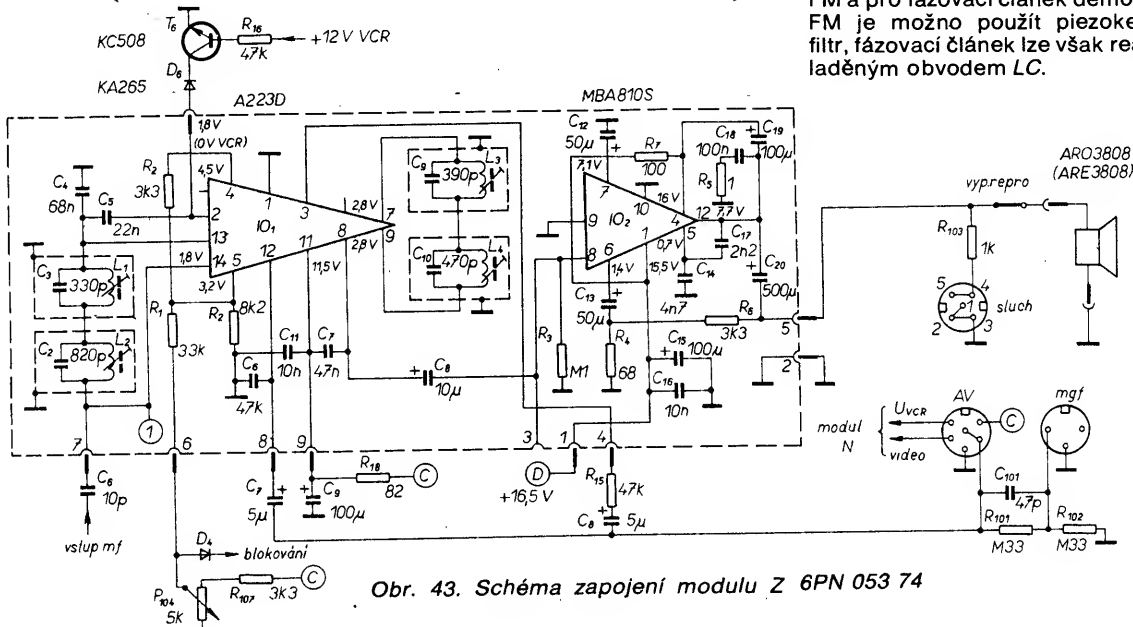 FM a pro fázovací článek demo
FM je možno použít piezoke
filtr, fázovací článek lze však rea
laděným obvodem LC.
T6
KC508
R16
47k
+12V VCR
D6
KA265
A223D
MBA810S
1,8V
(0V VCR)
C4
68n
R2
3k3
4,5V
C5
22n
2
13
14
1,8V
3,2V
5
4
1
IO1
12
3
11
8
2,8V
2,8V
11,5V
7
9
C3
330p
L1
C2
820p
L2
R1
33k
R2
8k2
C6
47k
C11
10n
C7
47n
C8
10µ
C9
390p
L3
C10
470p
L4
C12
50µ
7,1V
R7
100
C18
100n
C19
100µ
R5
1
7
10
16V
IO2
9
8
6
1
4
5
12
7,7V
0,7V
1,4V
15,5V
C17
2n2
C14
4n7
C20
500µ
C13
50µ
R3
M1
R4
68
R6
3k3
C15
100µ
C16
10n
5
2
vyp.repro
ARO3808
(ARE3808)
R103
1k
5
4
1
2
3
sluch
AV
mgf
modul
N
UVCR
video
C
C101
47p
R101
M33
R102
M33
7
1
6
8
9
3
1
4
C6
10p
vstup mf
C7
5µ
C9
100µ
R18
82
C
D
+16,5 V
R15
47k
C8
5µ
D4
blokování
P104
5k
R107
3k3
C
Obr. 43. Schéma zapojení modulu Z 6PN 053 74